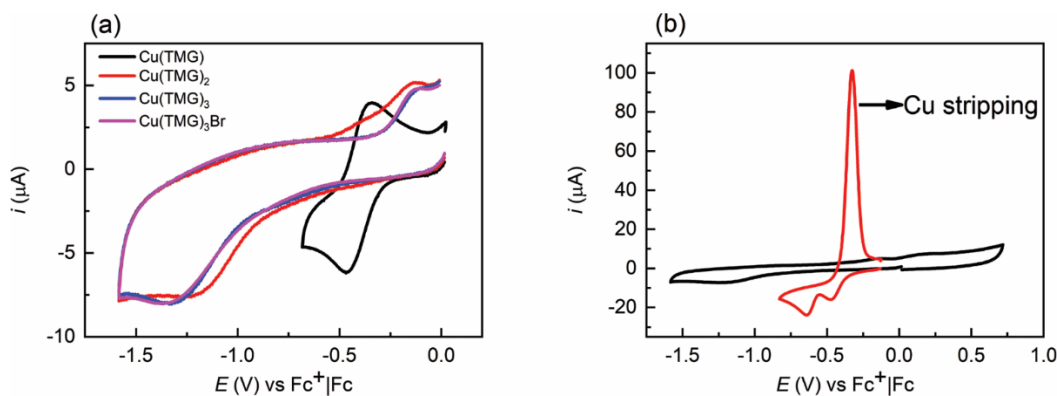 (a)
Cu(TMG)
Cu(TMG)₂
Cu(TMG)₃
Cu(TMG)₃Br
5
0
-5
-10
i (μA)
-1.5
-1.0
-0.5
0.0
E (V) vs Fc⁺|Fc
(b)
Cu stripping
100
80
60
40
20
0
-20
-40
i (μA)
-1.5
-1.0
-0.5
0.0
0.5
1.0
E (V) vs Fc⁺|Fc